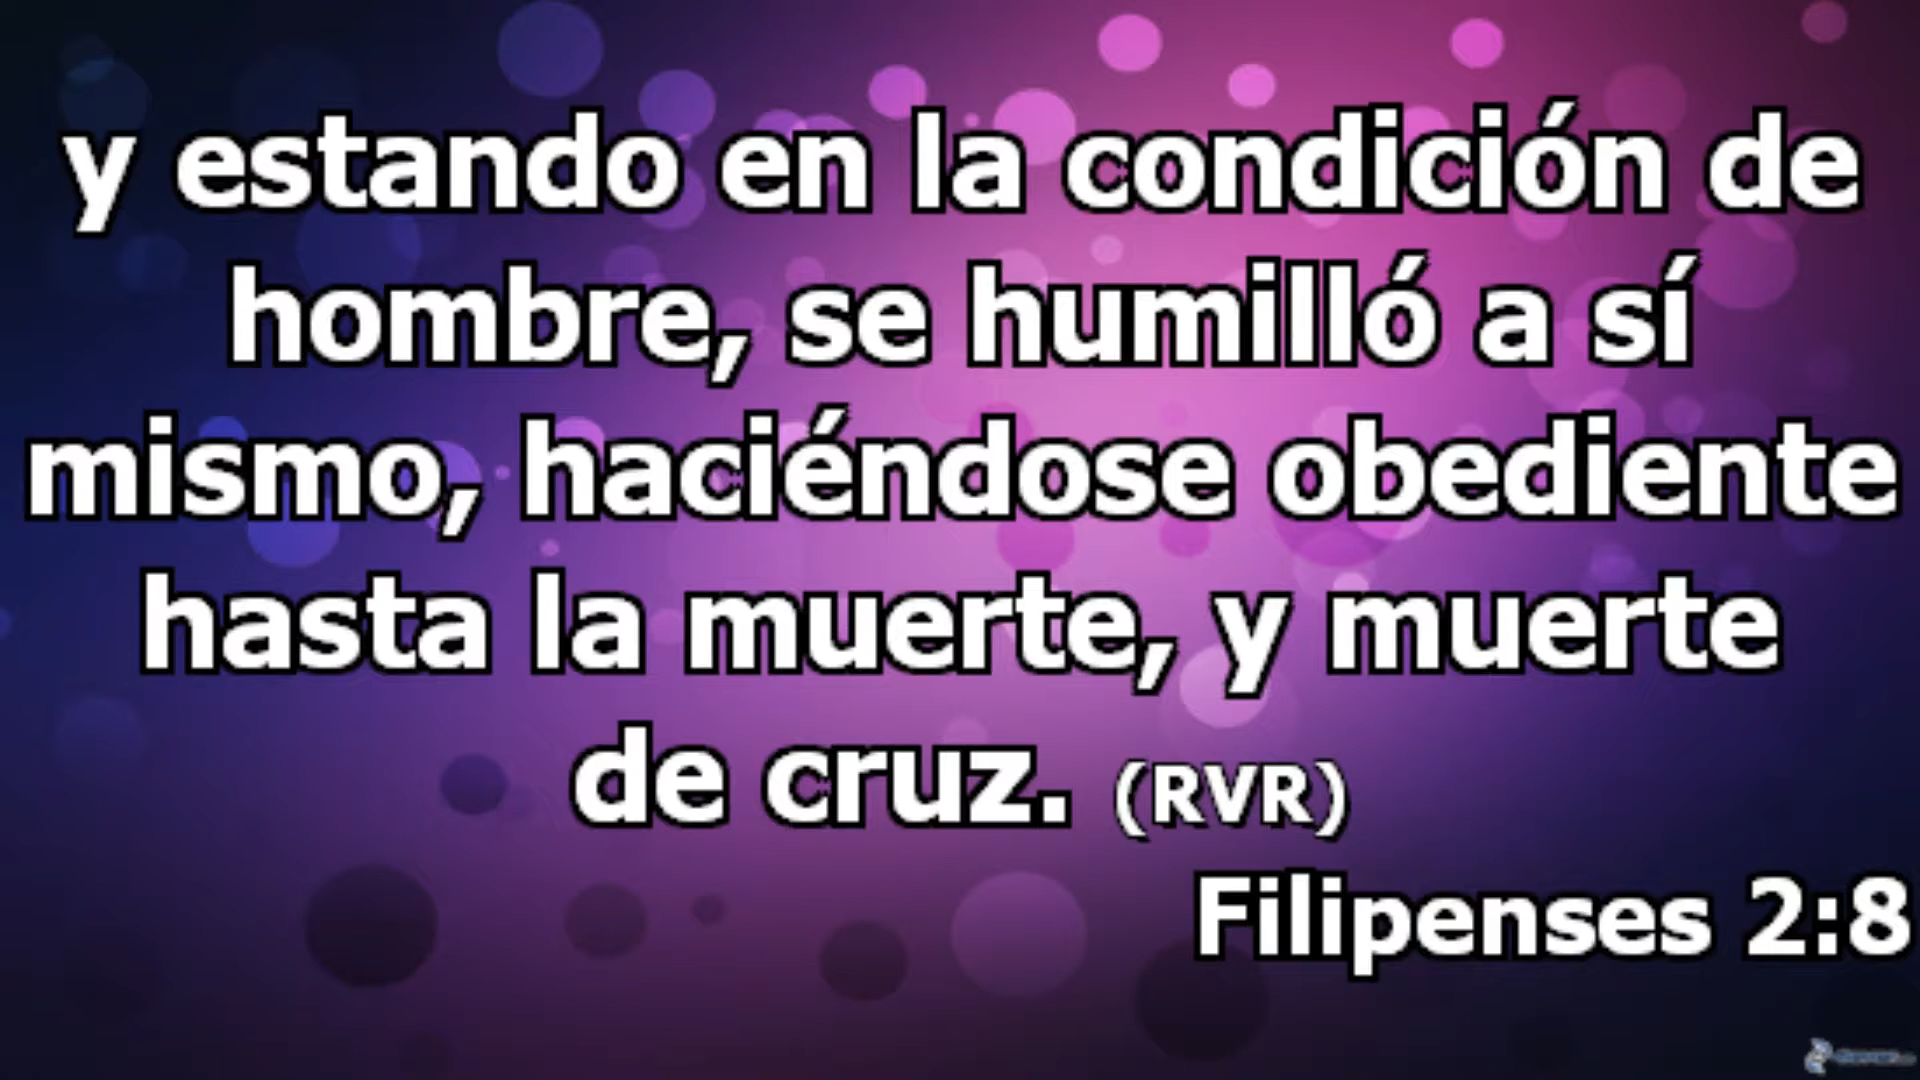 y estando en la condición de
hombre, se humilló a sí
mismo, haciéndose obediente
hasta la muerte, y muerte
de cruz. (RVR)
Filipenses 2:8